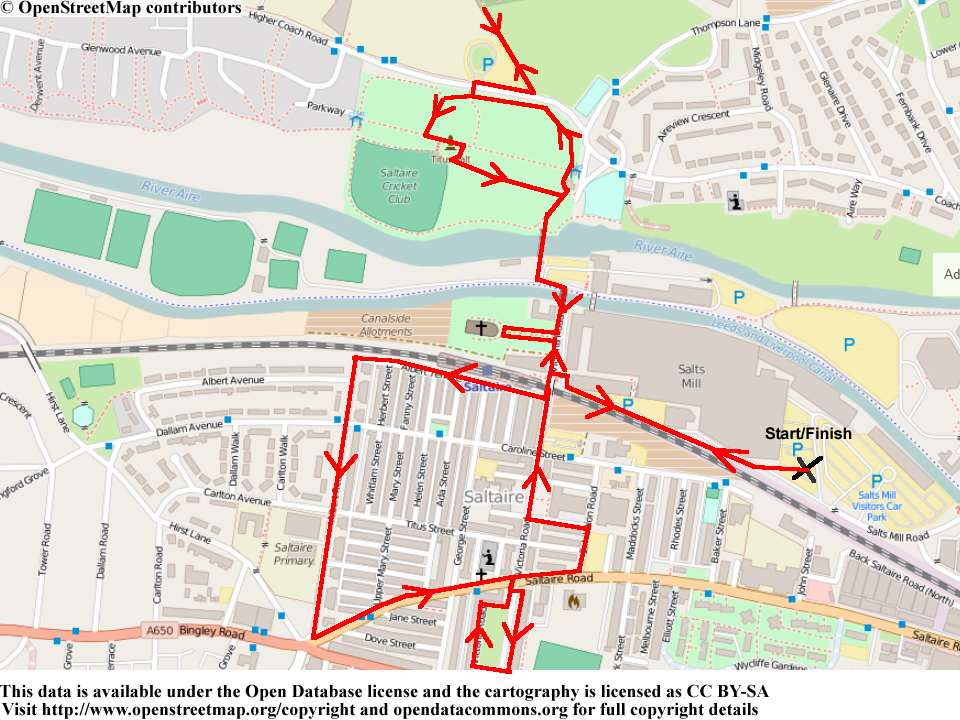 © OpenStreetMap contributors
Higher Coach Road
Thompson Lane
Glenwood Avenue
Derwent Avenue
P
Midgeley Road
Glenaire Drive
Fernbank Drive
Lower
Parkway
Aireview Crescent
Titus Salt
Saltaire
Cricket
Club
River Aire
Aire Way
Coach
River Aire
Ad
P
Canalside
Allotments
Leeds and Liverpool Canal
P
Salts
Mill
Albert Avenue
Saltaire
Crescent
Hirst Lane
Herbert Street
Fanny Street
P
Dallam Avenue
Start/Finish
P
Caroline Street
Dallam Walk
Carlton Walk
Whitlam Street
Mary Street
Helen Street
Ada Street
P
Salts Mill
Visitors Car
Park
Carlton Avenue
Saltaire
Titus Street
George Street
Victoria Road
Maddocks Street
Rhodes Street
Baker Street
Salts Mill Road
Hirst Lane
Tower Road
Dallam Road
Carlton Road
Saltaire
Primary
Upper Mary Street
Back Saltaire Road (North)
John Street
Saltaire Road
A650
Bingley Road
Jane Street
Dove Street
Melbourne Street
Elliott Street
Saltaire R
Grove
Grove
Wycliffe Gardens
This data is available under the Open Database license and the cartography is licensed as CC BY-SA
Visit http://www.openstreetmap.org/copyright and opendatacommons.org for full copyright details